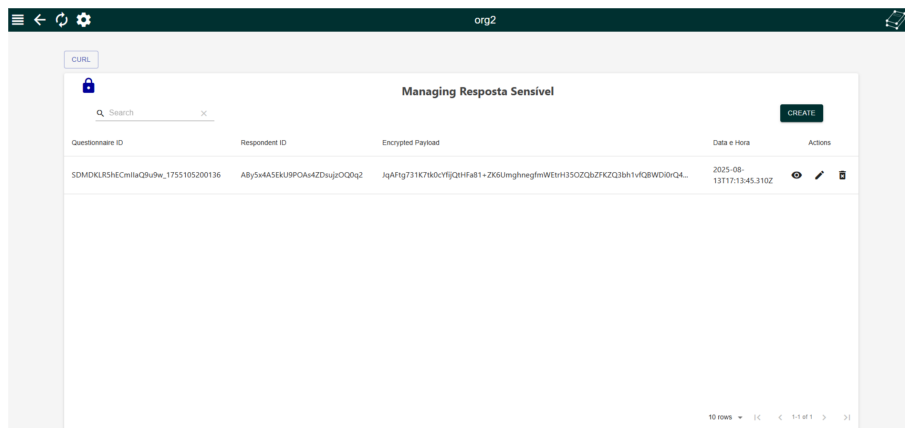 org2
CURL
Managing Resposta Sensível
Search
CREATE
Questionnaire ID Respondent ID Encrypted Payload Data e Hora Actions
SDMDKLR5hECmIIaQ9u9w_1755105200136 ABy5x4A5EkU9POAs4ZDsujzOQ0q2 JqAFtg731K7tk0cYfijQtHFa81+ZK6UmghnegfmWEtrH35OZQbZFKZQ3bh1vfQBWDi0rQ4... 2025-08-
13T17:13:45.310Z
10 rows 1-1 of 1